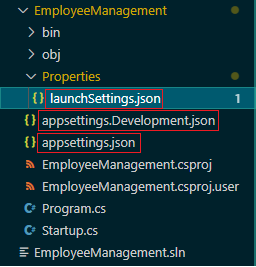 EmployeeManagement
bin
obj
Properties
{} launchSettings.json 1
{} appsettings.Development.json
{} appsettings.json
EmployeeManagement.csproj
EmployeeManagement.csproj.user
C# Program.cs
C# Startup.cs
EmployeeManagement.sln